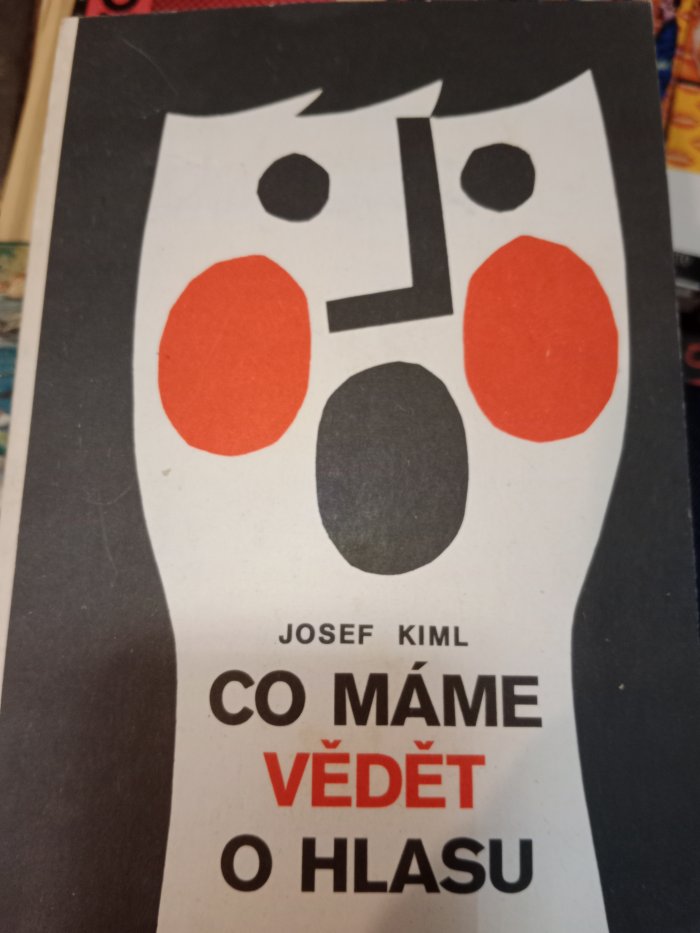 JOSEF KIML
CO MÁME
VĚDĚT
O HLASU